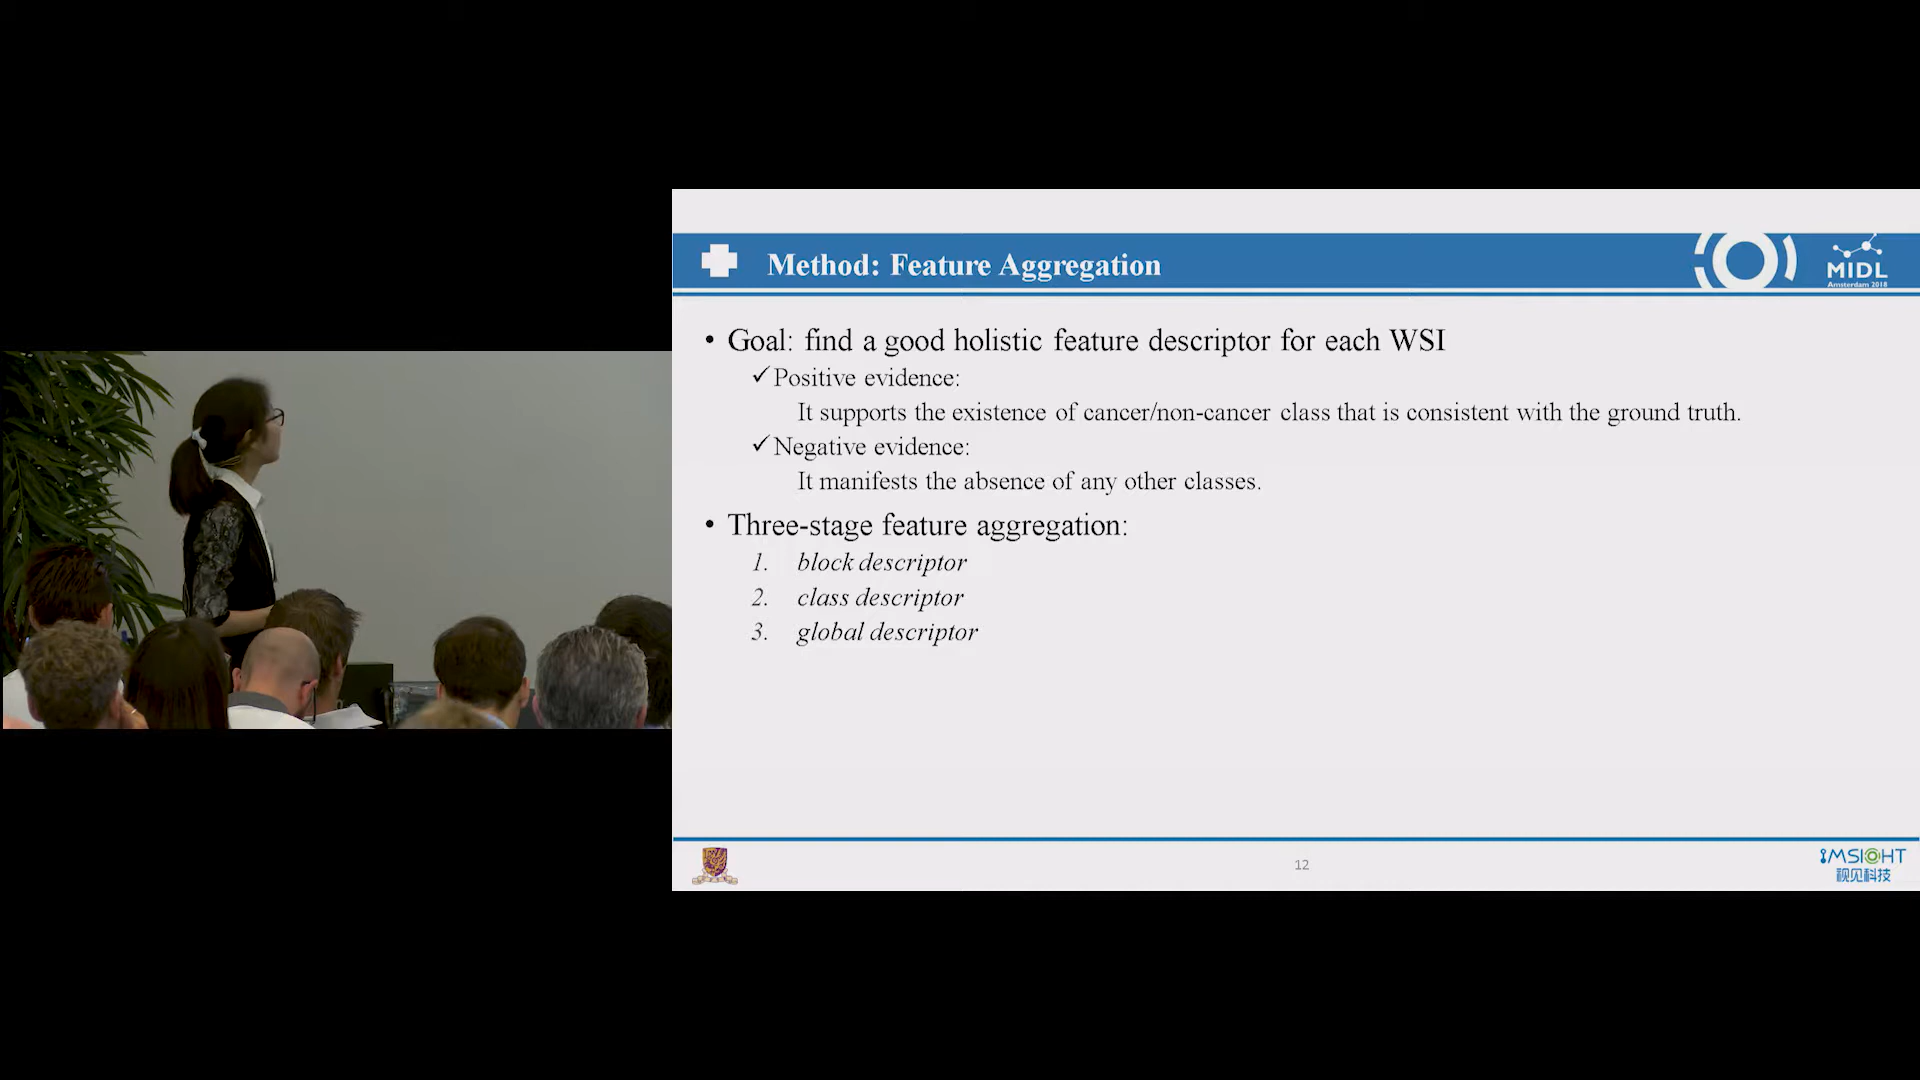 Method: Feature Aggregation
MIDL
Amsterdam 2018
• Goal: find a good holistic feature descriptor for each WSI
✓Positive evidence:
It supports the existence of cancer/non-cancer class that is consistent with the ground truth.
✓Negative evidence:
It manifests the absence of any other classes.
• Three-stage feature aggregation:
1. block descriptor
2. class descriptor
3. global descriptor
12
iMSIGHT
视见科技